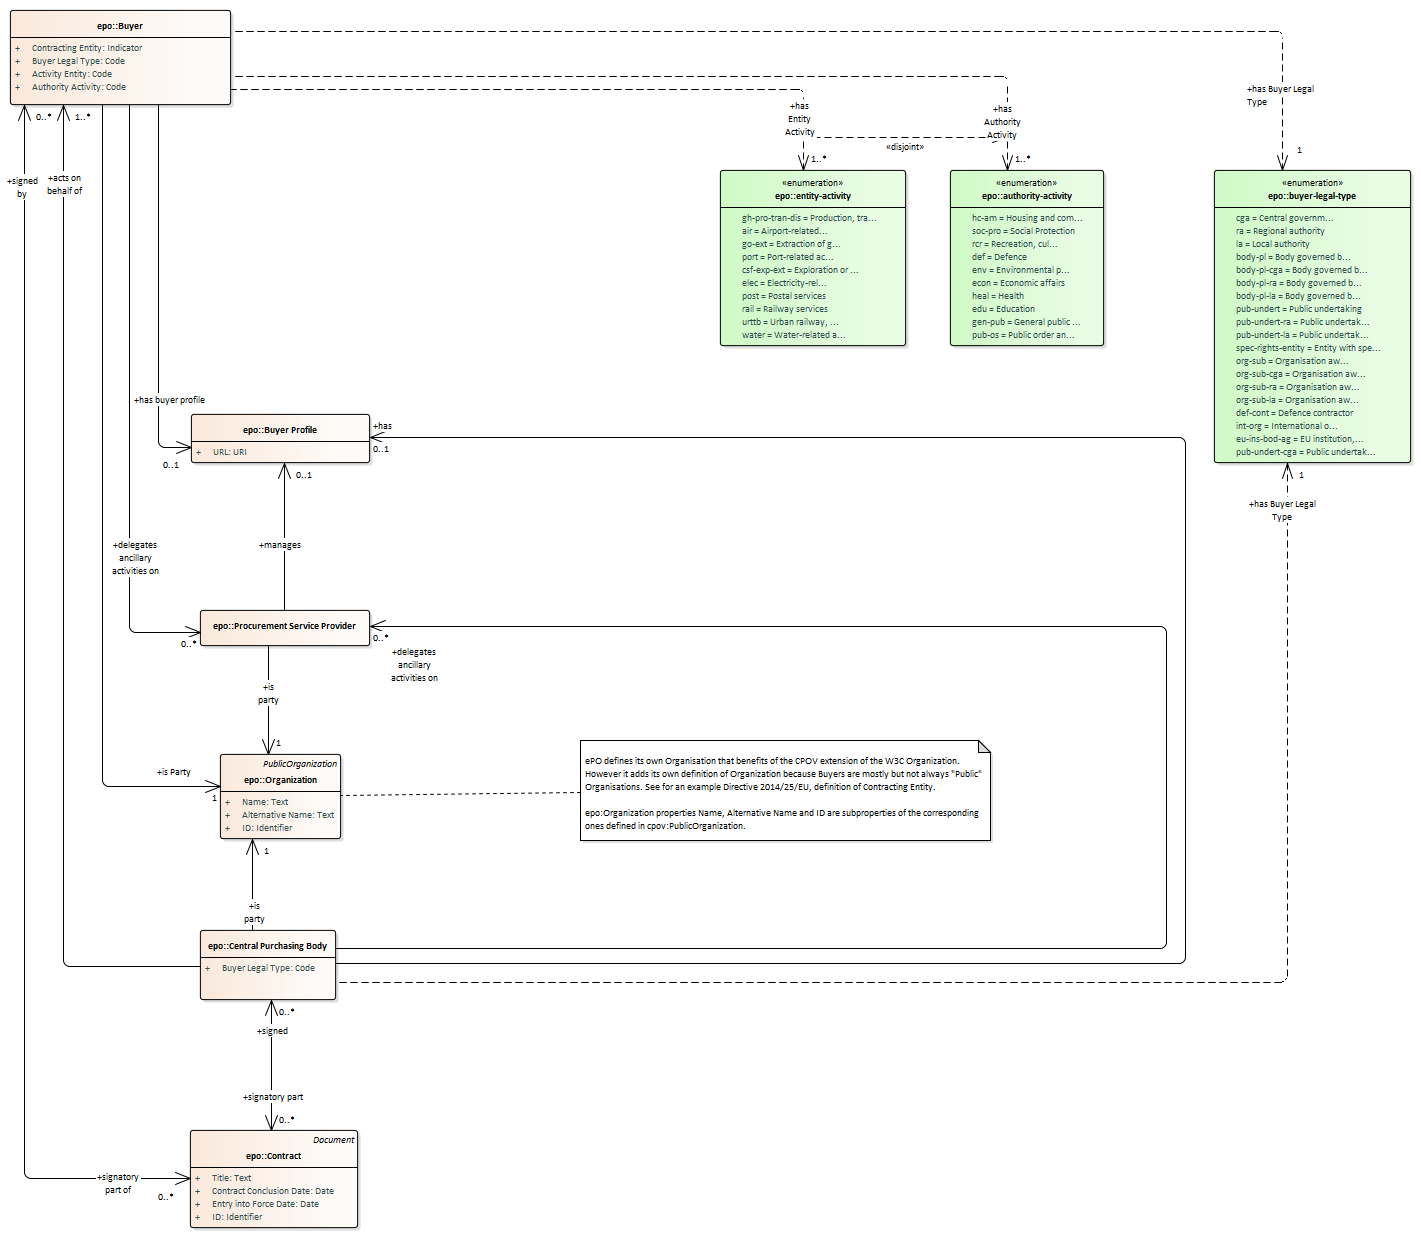 epo::Buyer
+ Contracting Entity: Indicator
+ Buyer Legal Type: Code
+ Activity Entity: Code
+ Authority Activity: Code
0..*
1..*
+signed
by
+acts on
behalf of
+has
Entity
Activity
1..*
«disjoint»
+has
Authority
Activity
1..*
+has Buyer Legal
Type
1
«enumeration»
epo::entity-activity
gh-pro-tran-dis = Production, tra...
air = Airport-related...
go-ext = Extraction of g...
port = Port-related ac...
csf-exp-ext = Exploration or ...
elec = Electricity-rel...
post = Postal services
rail = Railway services
urttb = Urban railway, ...
water = Water-related a...
«enumeration»
epo::authority-activity
hc-am = Housing and com...
soc-pro = Social Protection
rcr = Recreation, cul...
def = Defence
env = Environmental p...
econ = Economic affairs
heal = Health
edu = Education
gen-pub = General public ...
pub-os = Public order an...
«enumeration»
epo::buyer-legal-type
cga = Central governm...
ra = Regional authority
la = Local authority
body-pl = Body governed b...
body-pl-cga = Body governed b...
body-pl-ra = Body governed b...
body-pl-la = Body governed b...
pub-undert = Public undertaking
pub-undert-ra = Public undertak...
pub-undert-la = Public undertak...
spec-rights-entity = Entity with spe...
org-sub = Organisation aw...
org-sub-cga = Organisation aw...
org-sub-ra = Organisation aw...
org-sub-la = Organisation aw...
def-cont = Defence contractor
int-org = International o...
eu-ins-bod-ag = EU institution,...
pub-undert-cga = Public undertak...
1
+has Buyer Legal
Type
+has buyer profile
0..1
epo::Buyer Profile
+ URL: URI
+has
0..1
0..1
+manages
+delegates
ancillary
activities on
0..*
epo::Procurement Service Provider
0..*
+delegates
ancillary
activities on
+is
party
1
+is Party
1
PublicOrganization
epo::Organization
+ Name: Text
+ Alternative Name: Text
+ ID: Identifier
ePO defines its own Organisation that benefits of the CPOV extension of the W3C Organization.
However it adds its own definition of Organization because Buyers are mostly but not always "Public"
Organisations. See for an example Directive 2014/25/EU, definition of Contracting Entity.
epo:Organization properties Name, Alternative Name and ID are subproperties of the corresponding
ones defined in cpov:PublicOrganization.
1
+is
party
epo::Central Purchasing Body
+ Buyer Legal Type: Code
0..*
+signed
+signatory part
0..*
Document
epo::Contract
+ Title: Text
+ Contract Conclusion Date: Date
+ Entry into Force Date: Date
+ ID: Identifier
+signatory
part of
0..*